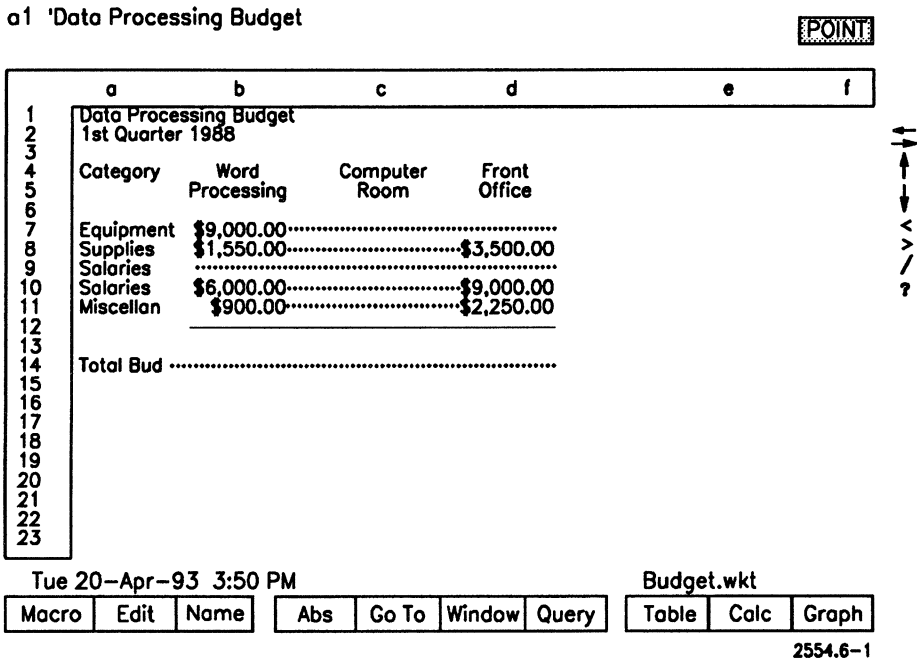 a1 'Data Processing Budget
POINT
a b c d e f
1 Data Processing Budget
2 1st Quarter 1988
3
4 Category Word Computer Front
5 Processing Room Office
6
7 Equipment $9,000.00
8 Supplies $1,550.00 $3,500.00
9 Salaries
10 Salaries $6,000.00 $9,000.00
11 Miscellan $900.00 $2,250.00
12
13
14 Total Bud
15
16
17
18
19
20
21
22
23
<
>
/
?
Tue 20-Apr-93 3:50 PM Budget.wkt
Macro Edit Name Abs Go To Window Query Table Calc Graph
2554.6-1